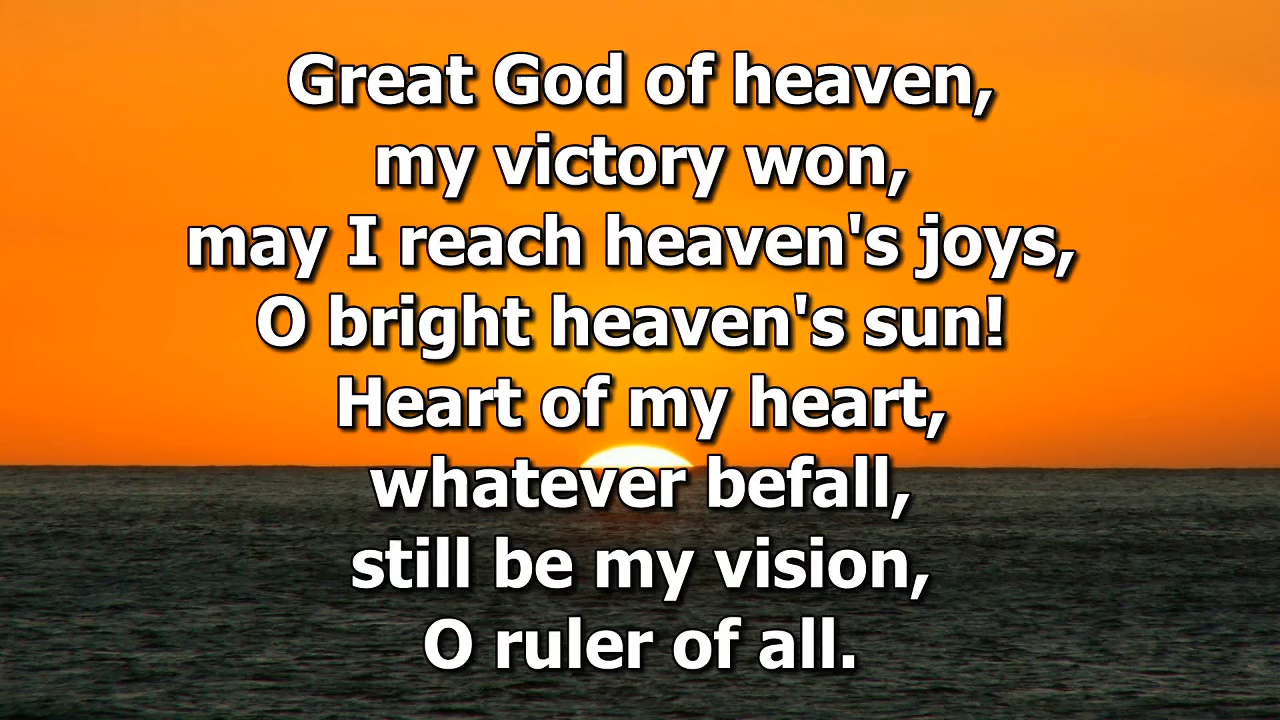 Great God of heaven,
my victory won,
may I reach heaven's joys,
O bright heaven's sun!
Heart of my heart,
whatever befall,
still be my vision,
O ruler of all.